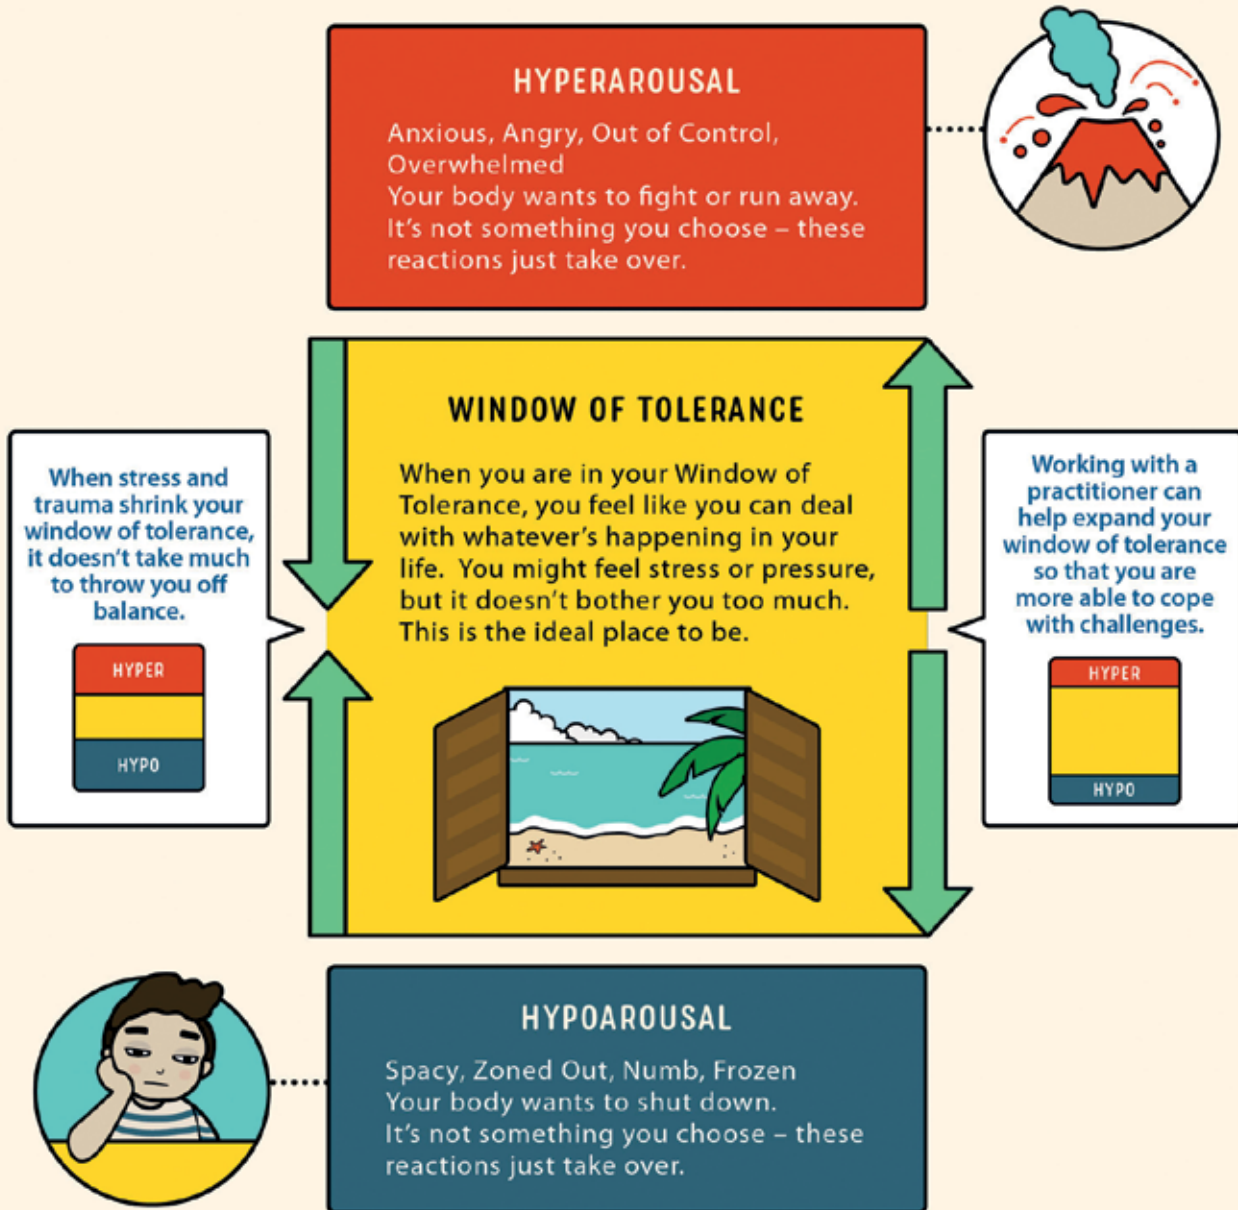 HYPERAROUSAL
Anxious, Angry, Out of Control,
Overwhelmed
Your body wants to fight or run away.
It's not something you choose – these
reactions just take over.
WINDOW OF TOLERANCE
When you are in your Window of
Tolerance, you feel like you can deal
with whatever's happening in your
life. You might feel stress or pressure,
but it doesn't bother you too much.
This is the ideal place to be.
When stress and
trauma shrink your
window of tolerance,
it doesn't take much
to throw you off
balance.
HYPER
HYPO
Working with a
practitioner can
help expand your
window of tolerance
so that you are
more able to cope
with challenges.
HYPER
HYPO
HYPOAROUSAL
Spacy, Zoned Out, Numb, Frozen
Your body wants to shut down.
It's not something you choose – these
reactions just take over.